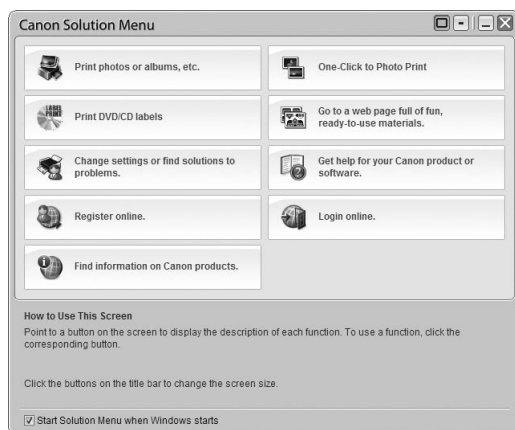 Canon Solution Menu
Print photos or albums, etc.
One-Click to Photo Print
Print DVD/CD labels
Go to a web page full of fun,
ready-to-use materials.
Change settings or find solutions to
problems.
Get help for your Canon product or
software.
Register online.
Login online.
Find information on Canon products.
How to Use This Screen
Point to a button on the screen to display the description of each function. To use a function, click the
corresponding button.
Click the buttons on the title bar to change the screen size.
Start Solution Menu when Windows starts